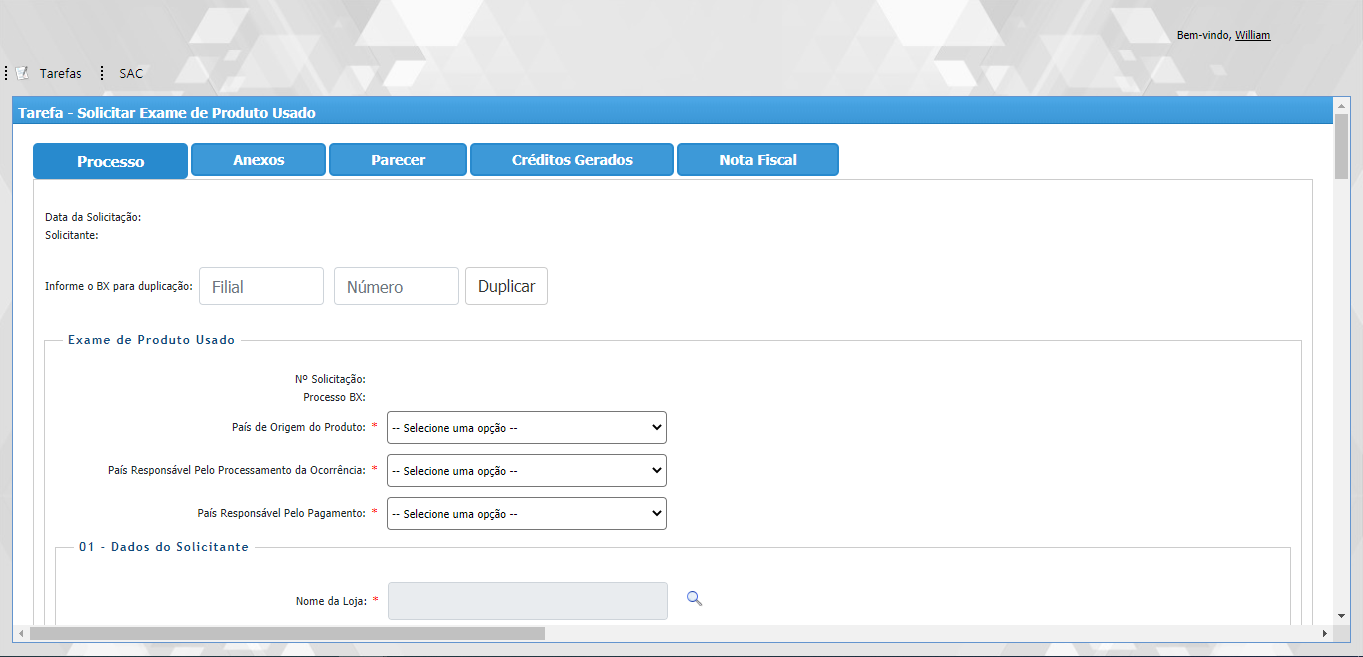 Bem-vindo, William
Tarefas SAC
Tarefa - Solicitar Exame de Produto Usado
Processo Anexos Parecer Créditos Gerados Nota Fiscal
Data da Solicitação:
Solicitante:
Informe o BX para duplicação: Filial Número Duplicar
Exame de Produto Usado
Nº Solicitação:
Processo BX:
País de Origem do Produto: * -- Selecione uma opção --
País Responsável Pelo Processamento da Ocorrência: * -- Selecione uma opção --
País Responsável Pelo Pagamento: * -- Selecione uma opção --
01 - Dados do Solicitante
Nome da Loja: *